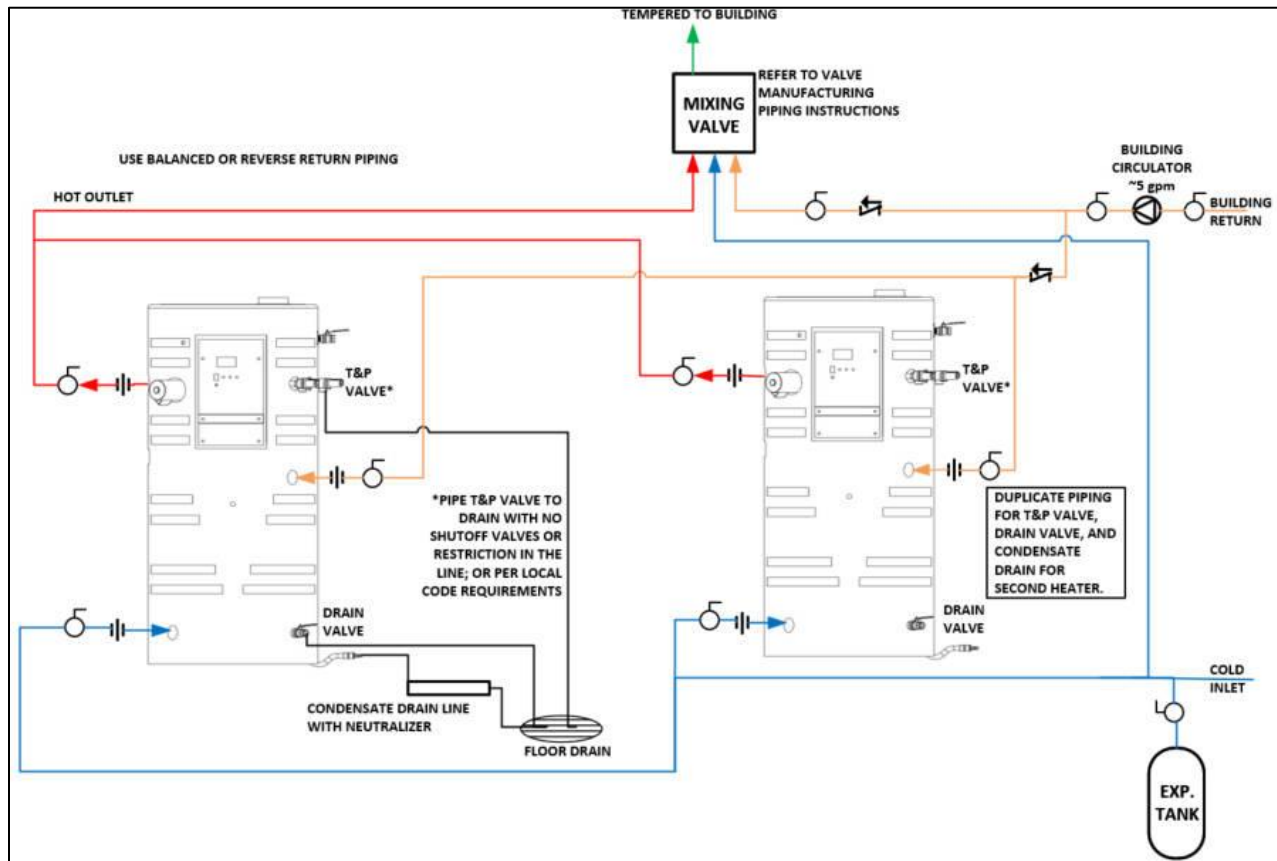 TEMPERED TO BUILDING
MIXING
VALVE
REFER TO VALVE
MANUFACTURING
PIPING INSTRUCTIONS
USE BALANCED OR REVERSE RETURN PIPING
BUILDING
CIRCULATOR
~5 gpm
BUILDING
RETURN
HOT OUTLET
T&P
VALVE*
T&P
VALVE*
*PIPE T&P VALVE TO
DRAIN WITH NO
SHUTOFF VALVES OR
RESTRICTION IN THE
LINE; OR PER LOCAL
CODE REQUIREMENTS
DUPLICATE PIPING
FOR T&P VALVE,
DRAIN VALVE, AND
CONDENSATE
DRAIN FOR
SECOND HEATER.
DRAIN
VALVE
DRAIN
VALVE
COLD
INLET
CONDENSATE DRAIN LINE
WITH NEUTRALIZER
FLOOR DRAIN
EXP.
TANK